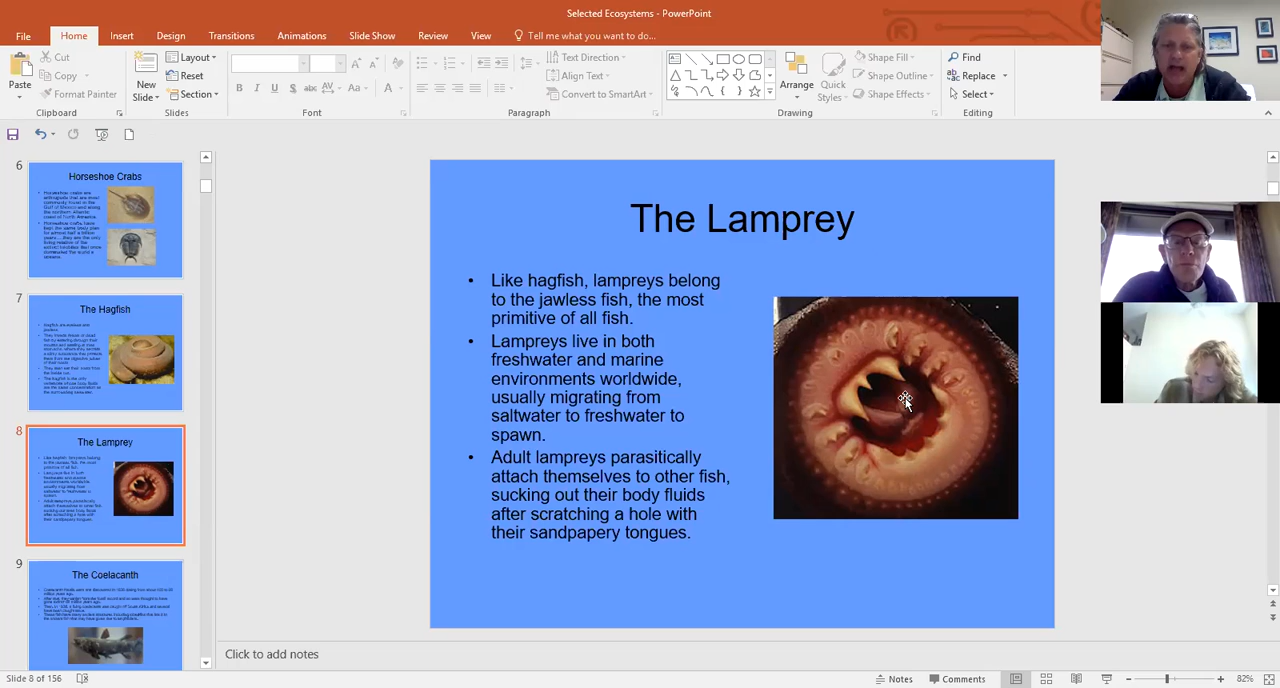 Selected Ecosystems - PowerPoint
File Home Insert Design Transitions Animations Slide Show Review View Tell me what you want to do...
Paste
Cut
Copy
Format Painter
Clipboard
New
Slide
Layout
Reset
Section
Slides
B I U S abc AV Aa A
Font
Text Direction
Align Text
Convert to SmartArt
Paragraph
Arrange
Quick
Styles
Shape Fill
Shape Outline
Shape Effects
Drawing
Find
Replace
Select
Editing
6
Horseshoe Crabs
7
The Hagfish
8
The Lamprey
9
The Coelacanth
The Lamprey
• Like hagfish, lampreys belong
to the jawless fish, the most
primitive of all fish.
• Lampreys live in both
freshwater and marine
environments worldwide,
usually migrating from
saltwater to freshwater to
spawn.
• Adult lampreys parasitically
attach themselves to other fish,
sucking out their body fluids
after scratching a hole with
their sandpapery tongues.
Click to add notes
Slide 8 of 156
Notes Comments 82%